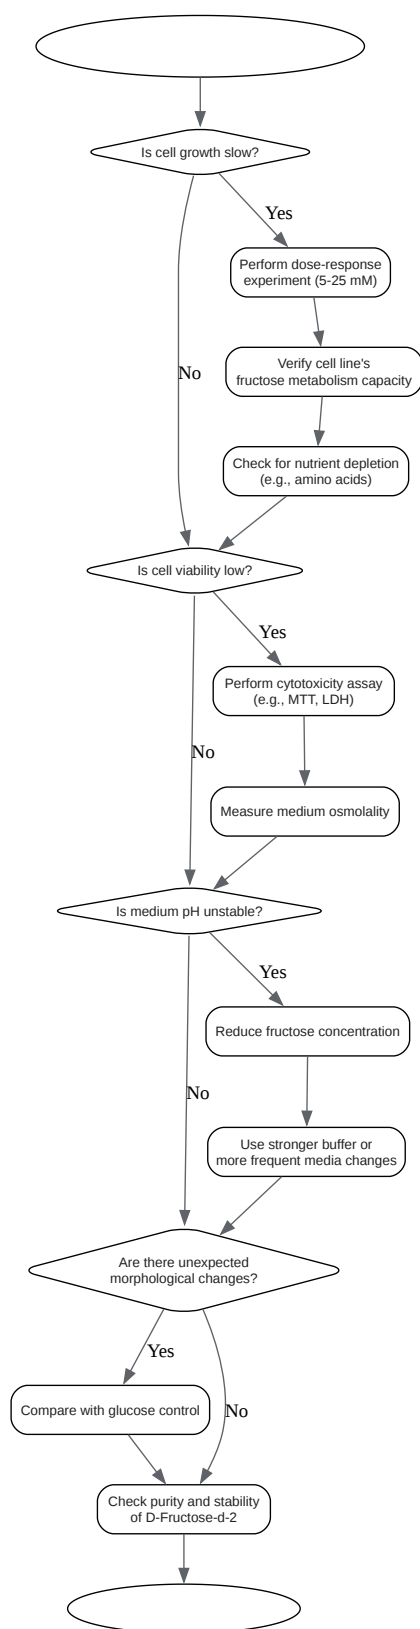 Is cell growth slow?
Yes
Perform dose-response
experiment (5-25 mM)
Verify cell line's
fructose metabolism capacity
No
Check for nutrient depletion
(e.g., amino acids)
Is cell viability low?
Yes
Perform cytotoxicity assay
(e.g., MTT, LDH)
No
Measure medium osmolality
Is medium pH unstable?
Yes
Reduce fructose concentration
No
Use stronger buffer or
more frequent media changes
Are there unexpected
morphological changes?
Yes
Compare with glucose control
No
Check purity and stability
of D-Fructose-d-2